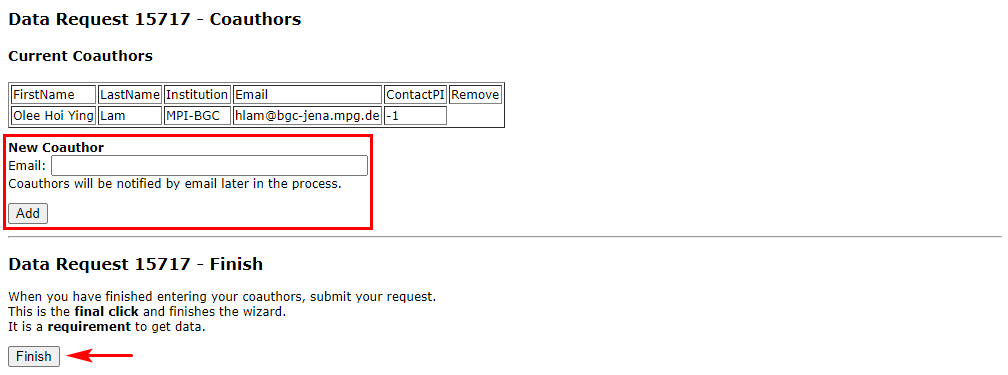 Data Request 15717 - Coauthors
Current Coauthors
FirstName LastName Institution Email ContactPI Remove
Olee Hoi Ying Lam MPI-BGC hlam@bgc-jena.mpg.de -1
New Coauthor
Email:
Coauthors will be notified by email later in the process.
Add
Data Request 15717 - Finish
When you have finished entering your coauthors, submit your request.
This is the final click and finishes the wizard.
It is a requirement to get data.
Finish